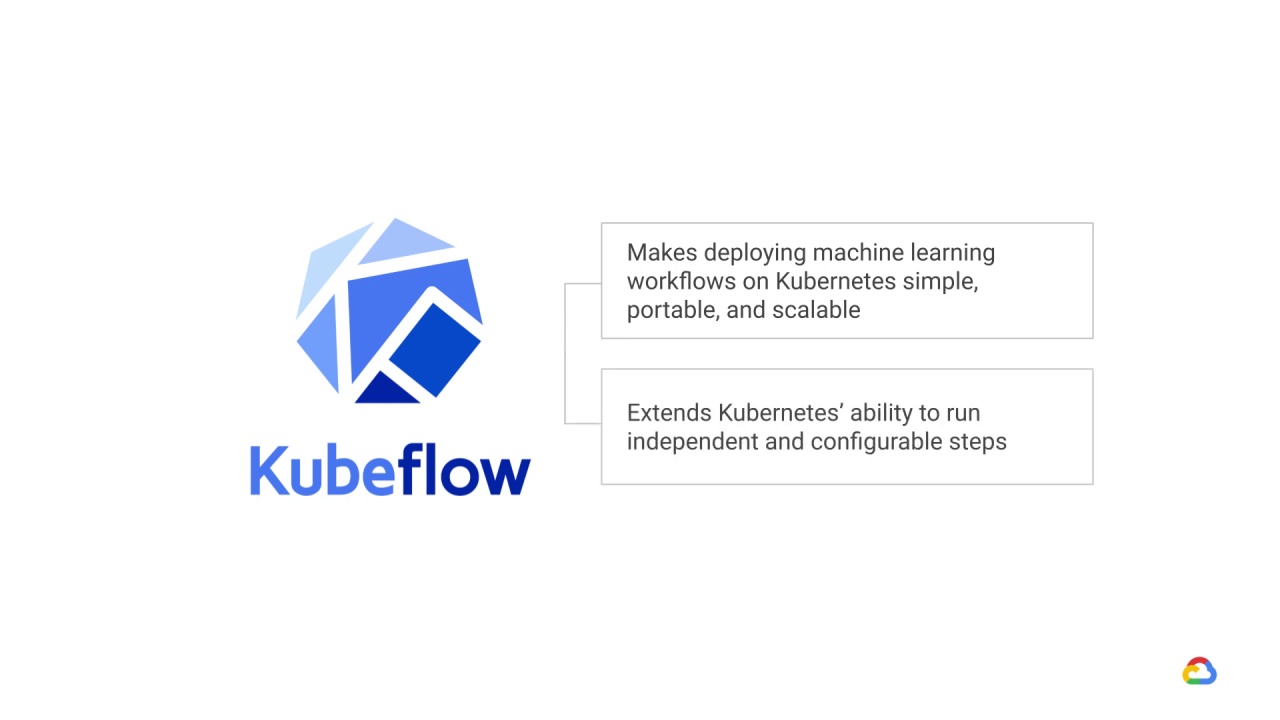 Kubeflow
Makes deploying machine learning
workflows on Kubernetes simple,
portable, and scalable
Extends Kubernetes’ ability to run
independent and configurable steps